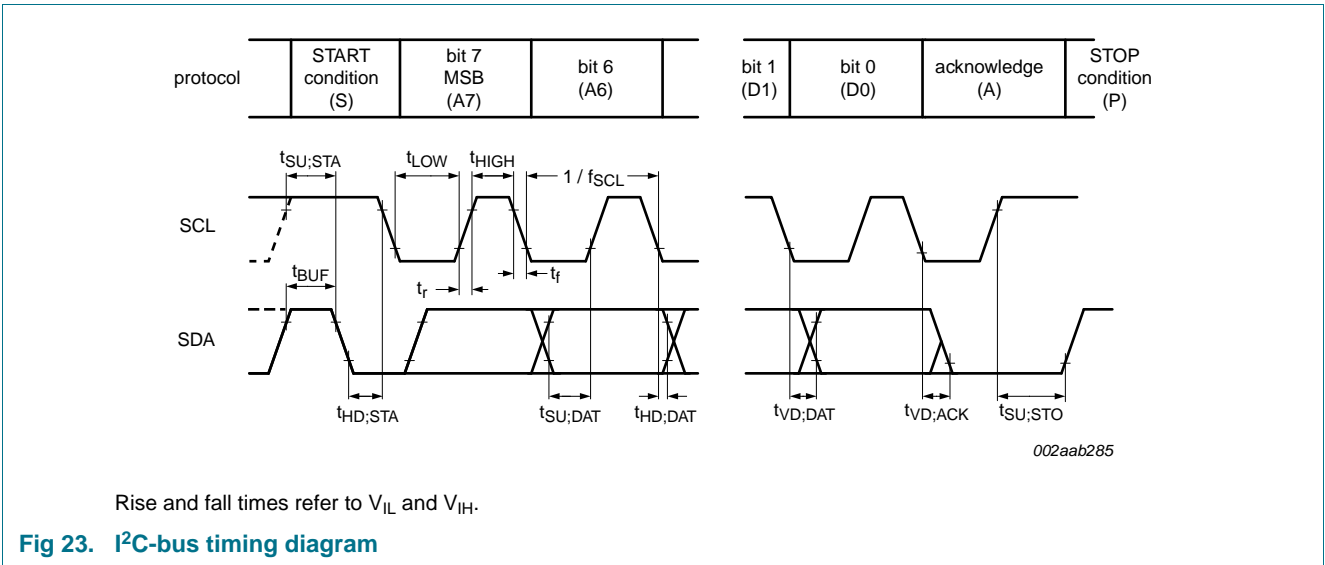 protocol
START
condition
(S)
bit 7
MSB
(A7)
bit 6
(A6)
bit 1
(D1)
bit 0
(D0)
acknowledge
(A)
STOP
condition
(P)
tSU;STA
tLOW
tHIGH
1 / fSCL
SCL
tBUF
tr
tf
SDA
tHD;STA
tSU;DAT
tHD;DAT
tVD;DAT
tVD;ACK
tSU;STO
002aab285
Rise and fall times refer to VIL and VIH.
Fig 23. I²C-bus timing diagram